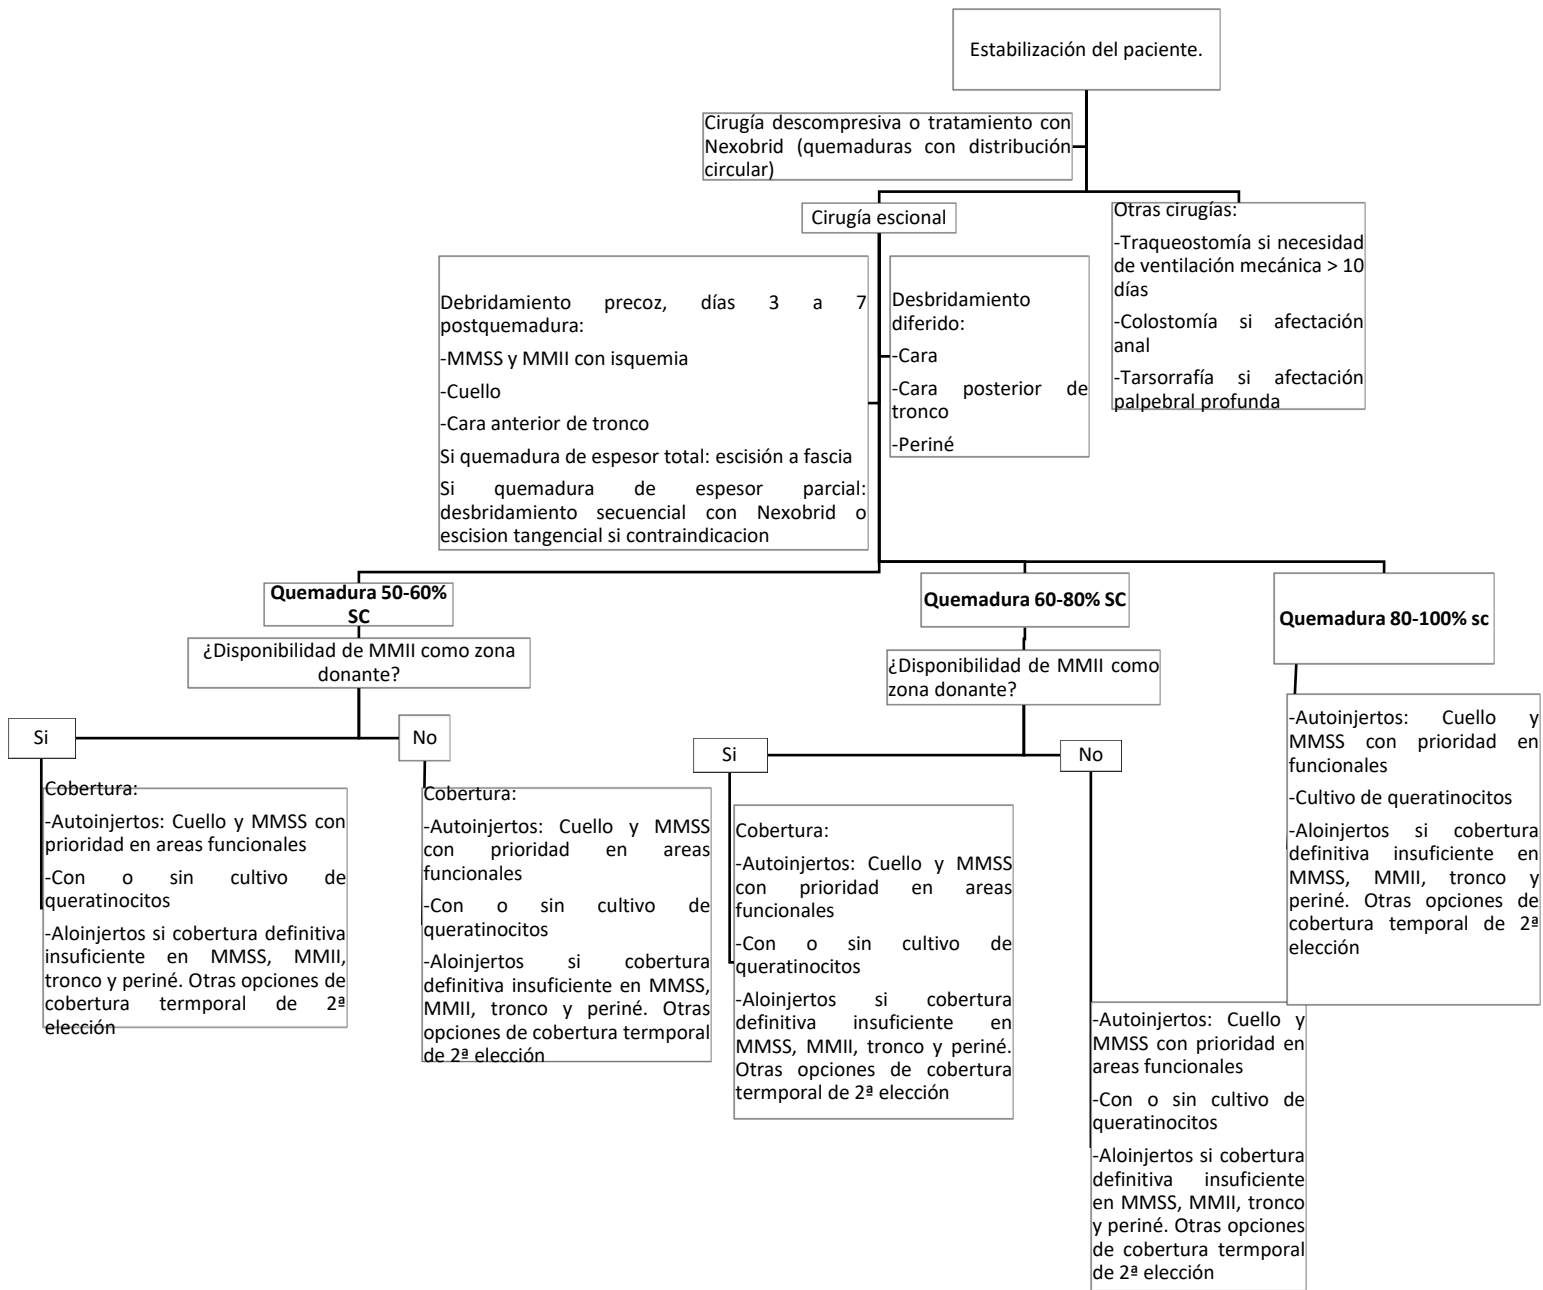 Estabilización del paciente.
Cirugía descompresiva o tratamiento con
Nexobrid (quemaduras con distribución
circular)
Cirugía escional
Otras cirugías:
-Traqueostomía si necesidad
de ventilación mecánica > 10
días
-Colostomía si afectación
anal
-Tarsorrafía si afectación
palpebral profunda
Debridamiento precoz, días 3 a 7
postquemadura:
-MMSS y MMII con isquemia
-Cuello
-Cara anterior de tronco
Si quemadura de espesor total: escisión a fascia
Si quemadura de espesor parcial:
desbridamiento secuencial con Nexobrid o
escision tangencial si contraindicacion
Desbridamiento
diferido:
-Cara
-Cara posterior de
tronco
-Periné
Quemadura 50-60%
SC
¿Disponibilidad de MMII como zona
donante?
Si
No
Cobertura:
-Autoinjertos: Cuello y MMSS con
prioridad en areas funcionales
-Con o sin cultivo de
queratinocitos
-Aloinjertos si cobertura definitiva
insuficiente en MMSS, MMII,
tronco y periné. Otras opciones de
cobertura termporal de 2ª
elección
Cobertura:
-Autoinjertos: Cuello y MMSS
con prioridad en areas
funcionales
-Con o sin cultivo de
queratinocitos
-Aloinjertos si cobertura
definitiva insuficiente en MMSS,
MMII, tronco y periné. Otras
opciones de cobertura termporal
de 2ª elección
Quemadura 60-80% SC
¿Disponibilidad de MMII como
zona donante?
Si
No
Cobertura:
-Autoinjertos: Cuello y MMSS
con prioridad en areas
funcionales
-Con o sin cultivo de
queratinocitos
-Aloinjertos si cobertura
definitiva insuficiente en
MMSS, MMII, tronco y periné.
Otras opciones de cobertura
termporal de 2ª elección
-Autoinjertos: Cuello y
MMSS con prioridad en
areas funcionales
-Con o sin cultivo de
queratinocitos
-Aloinjertos si cobertura
definitiva insuficiente
en MMSS, MMII, tronco
y periné. Otras opciones
de cobertura termporal
de 2ª elección
Quemadura 80-100% sc
-Autoinjertos: Cuello y
MMSS con prioridad en
funcionales
-Cultivo de queratinocitos
-Aloinjertos si cobertura
definitiva insuficiente en
MMSS, MMII, tronco y
periné. Otras opciones de
cobertura temporal de 2ª
elección